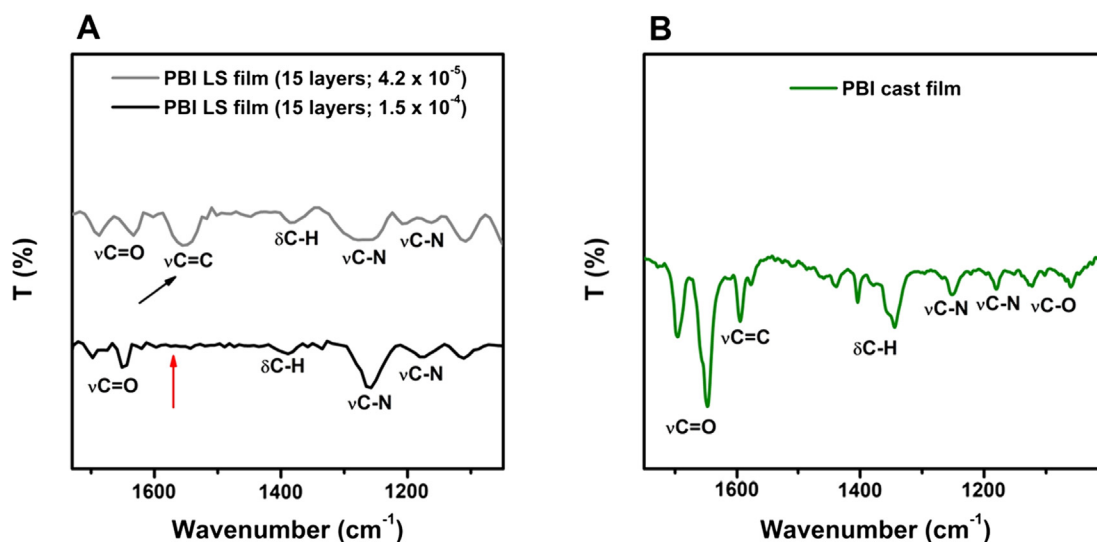 A
PBI LS film (15 layers; 4.2 x 10⁻⁵)
PBI LS film (15 layers; 1.5 x 10⁻⁴)
T (%)
νC=O
νC=C
δC-H
νC-N
νC-N
νC=O
δC-H
νC-N
νC-N
1600
1400
1200
Wavenumber (cm⁻¹)
B
PBI cast film
T (%)
νC=O
νC=C
δC-H
νC-N
νC-N
νC-O
1600
1400
1200
Wavenumber (cm⁻¹)